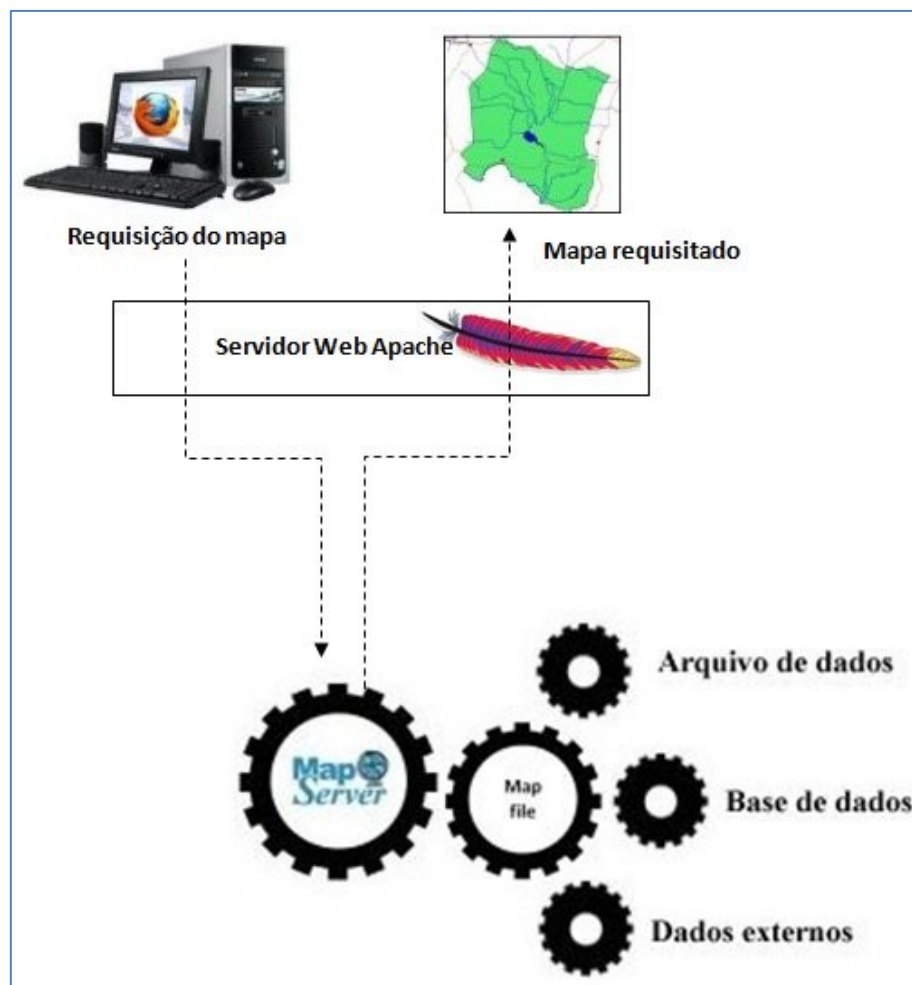 Requisição do mapa
Mapa requisitado
Servidor Web Apache
Map
Server
Map
file
Arquivo de dados
Base de dados
Dados externos